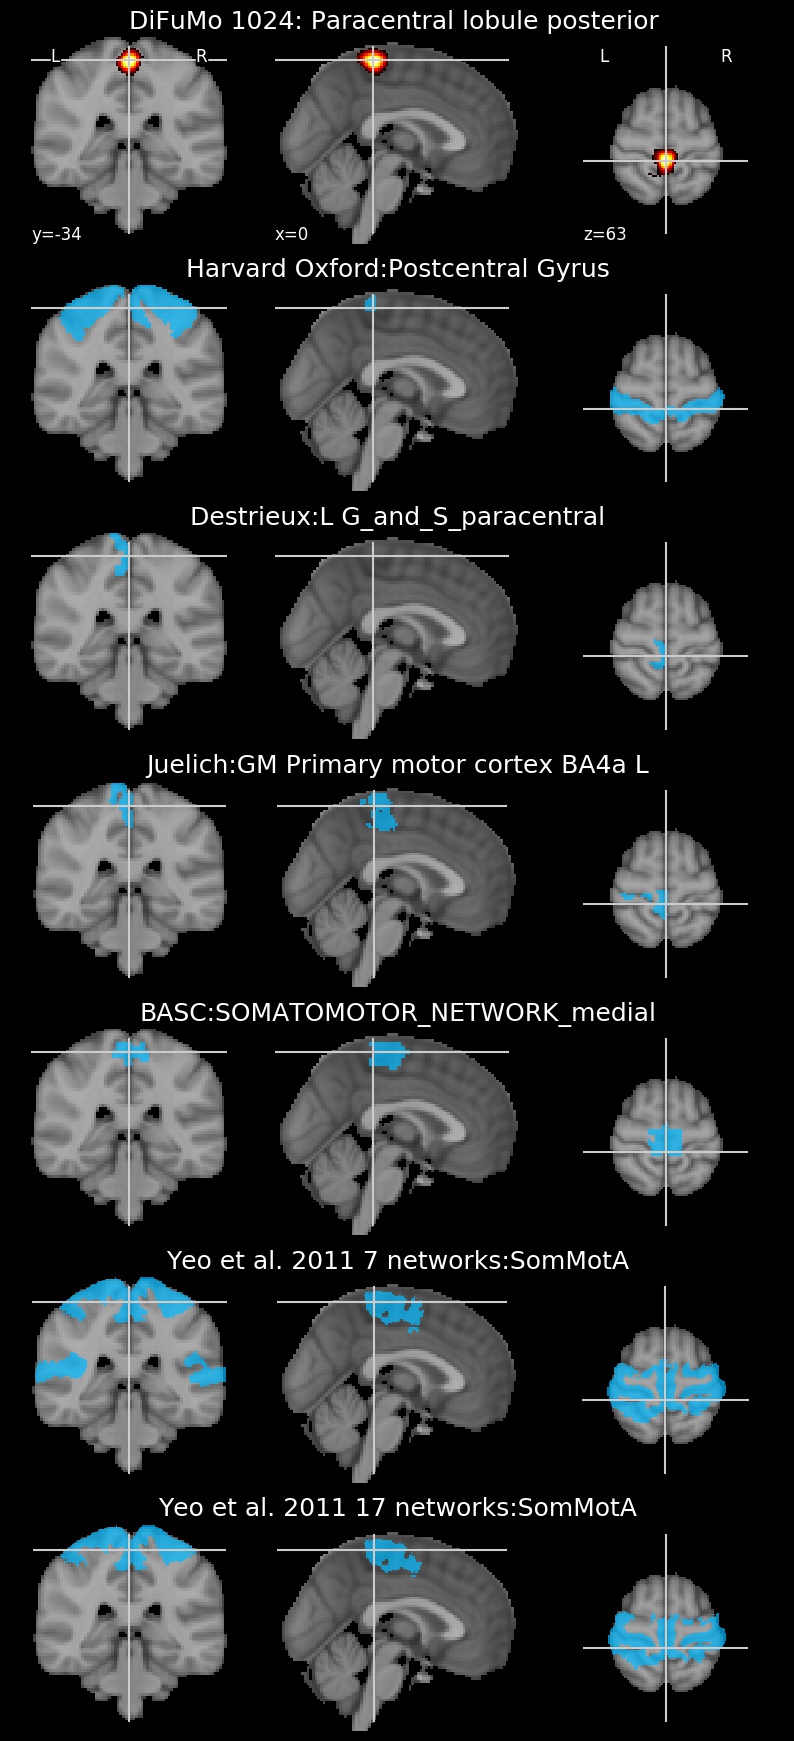 DiFuMo 1024: Paracentral lobule posterior
L R L R
y=-34 x=0 z=63
Harvard Oxford:Postcentral Gyrus
Destrieux:L G_and_S_paracentral
Juelich:GM Primary motor cortex BA4a L
BASC:SOMATOMOTOR_NETWORK_medial
Yeo et al. 2011 7 networks:SomMotA
Yeo et al. 2011 17 networks:SomMotA